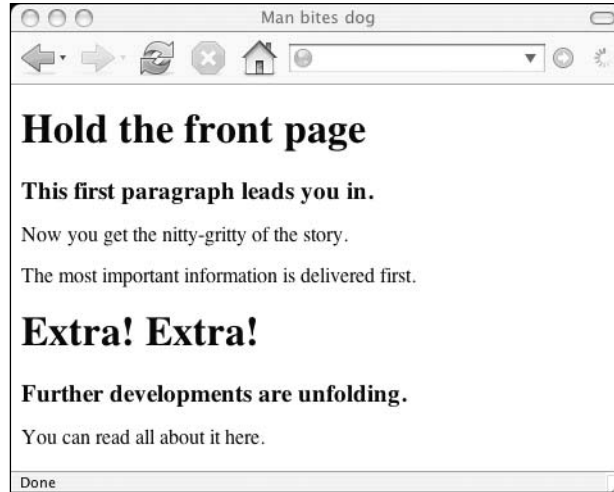 Man bites dog
Hold the front page
This first paragraph leads you in.
Now you get the nitty-gritty of the story.
The most important information is delivered first.
Extra! Extra!
Further developments are unfolding.
You can read all about it here.
Done